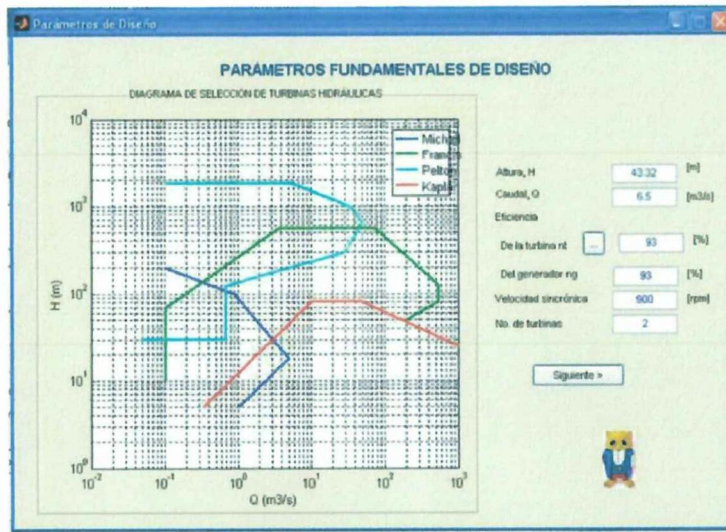 Parámetros de Diseño
PARÁMETROS FUNDAMENTALES DE DISEÑO
DIAGRAMA DE SELECCIÓN DE TURBINAS HIDRÁULICAS
10^4
10^3
10^2
10^1
10^0
H (m)
10^-2
10^-1
10^0
10^1
10^2
10^3
Q (m3/s)
Michel
Francis
Pelton
Kaplan
Altura, H
43.32
[m]
Caudal, Q
6.5
[m3/s]
Eficiencia
De la turbina nt
...
93
[%]
Del generador ng
93
[%]
Velocidad sincrónica
900
[rpm]
No. de turbinas
2
Siguiente »